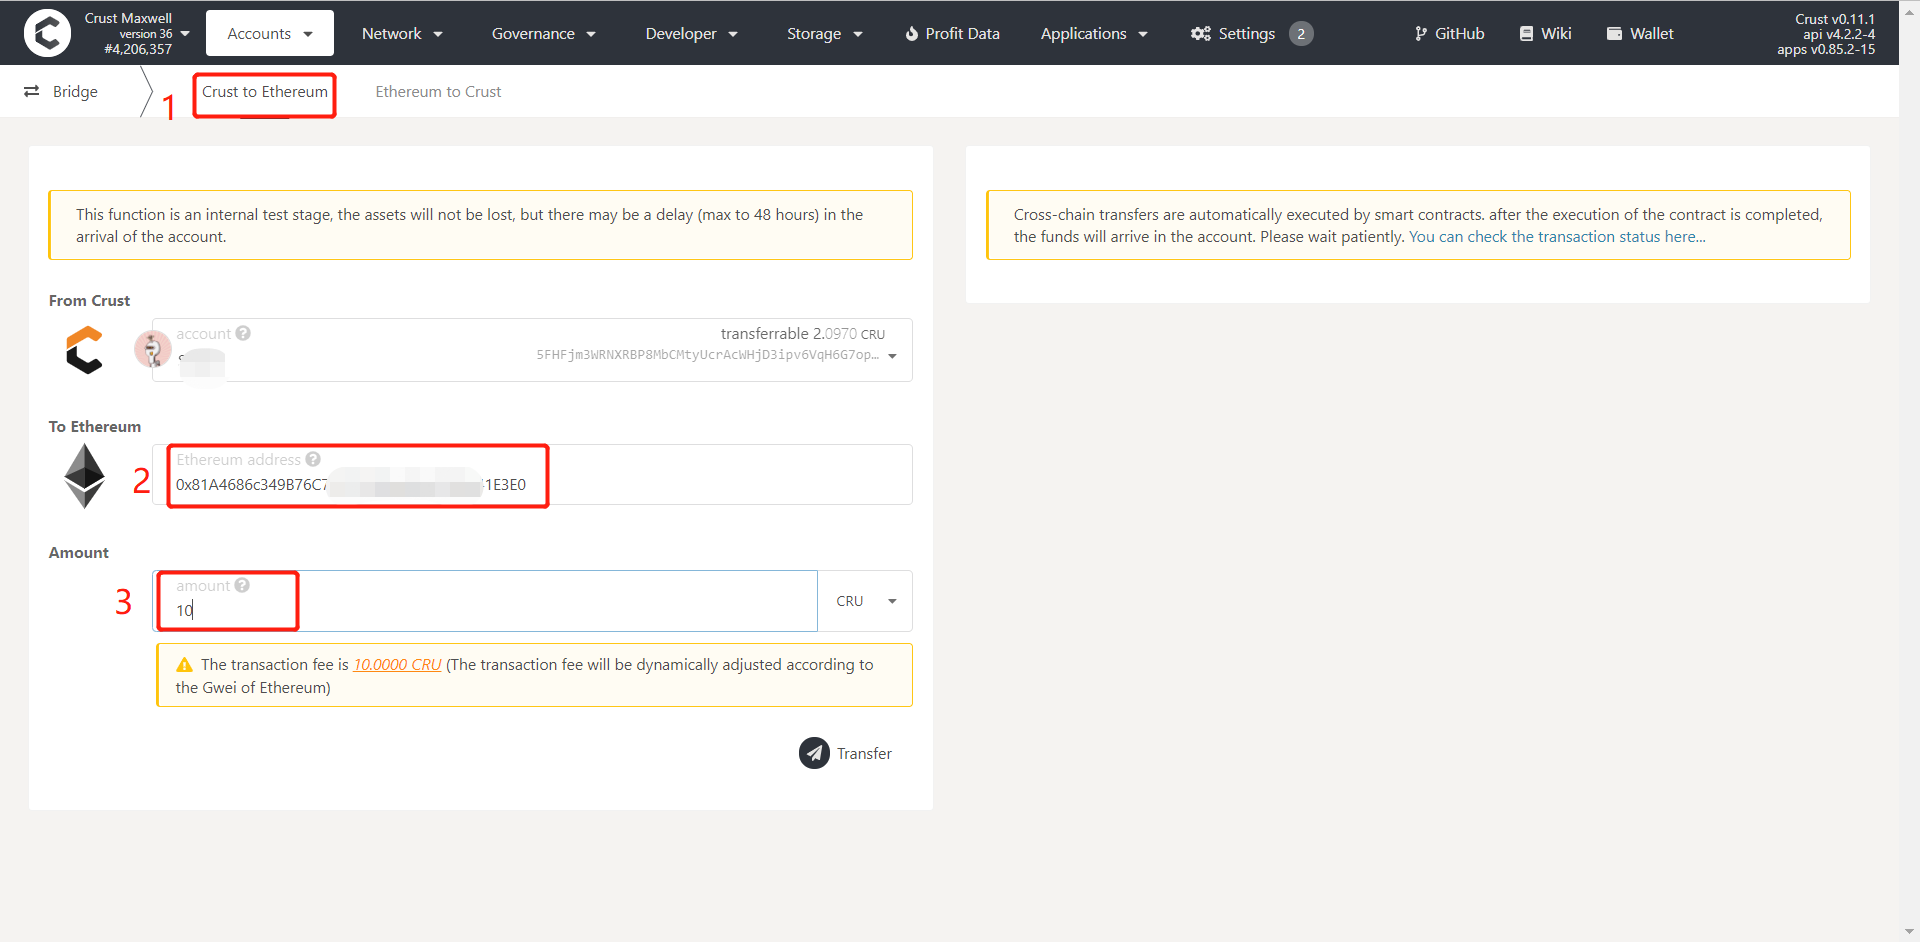 Crust Maxwell
version 36
#4,206,357
Accounts
Network
Governance
Developer
Storage
Profit Data
Applications
Settings
2
GitHub
Wiki
Wallet
Crust v0.11.1
api v4.2.2-4
apps v0.85.2-15
Bridge
1
Crust to Ethereum
Ethereum to Crust
This function is an internal test stage, the assets will not be lost, but there may be a delay (max to 48 hours) in the
arrival of the account.
Cross-chain transfers are automatically executed by smart contracts. after the execution of the contract is completed,
the funds will arrive in the account. Please wait patiently. You can check the transaction status here...
From Crust
account
transferrable 2.0970 CRU
5FHFjm3WRNXRBP8MbCMtyUcrAcWHjD3ipv6VqH6G7op...
To Ethereum
2
Ethereum address
0x81A4686c349B76C7
1E3E0
Amount
3
amount
10
CRU
The transaction fee is 10.0000 CRU (The transaction fee will be dynamically adjusted according to
the Gwei of Ethereum)
Transfer